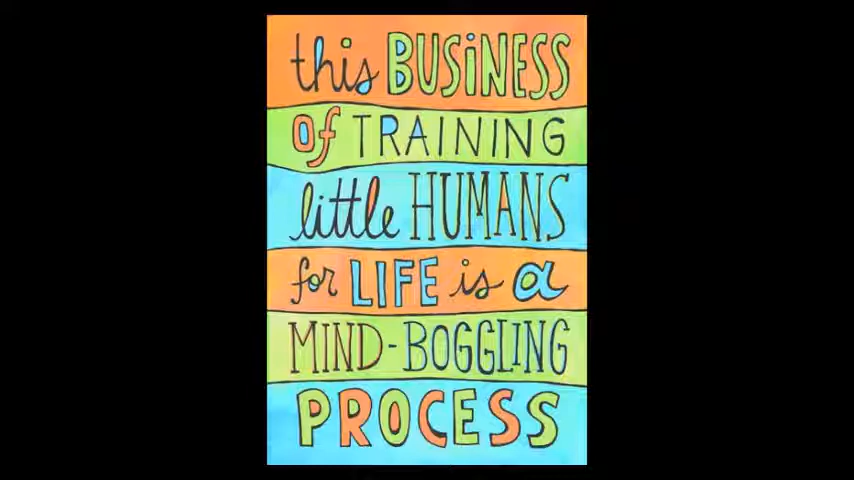 this BUSiNESS
of TRAINING
little HUMANS
for LIFE is a
MIND-BOGGLING
PROCESS